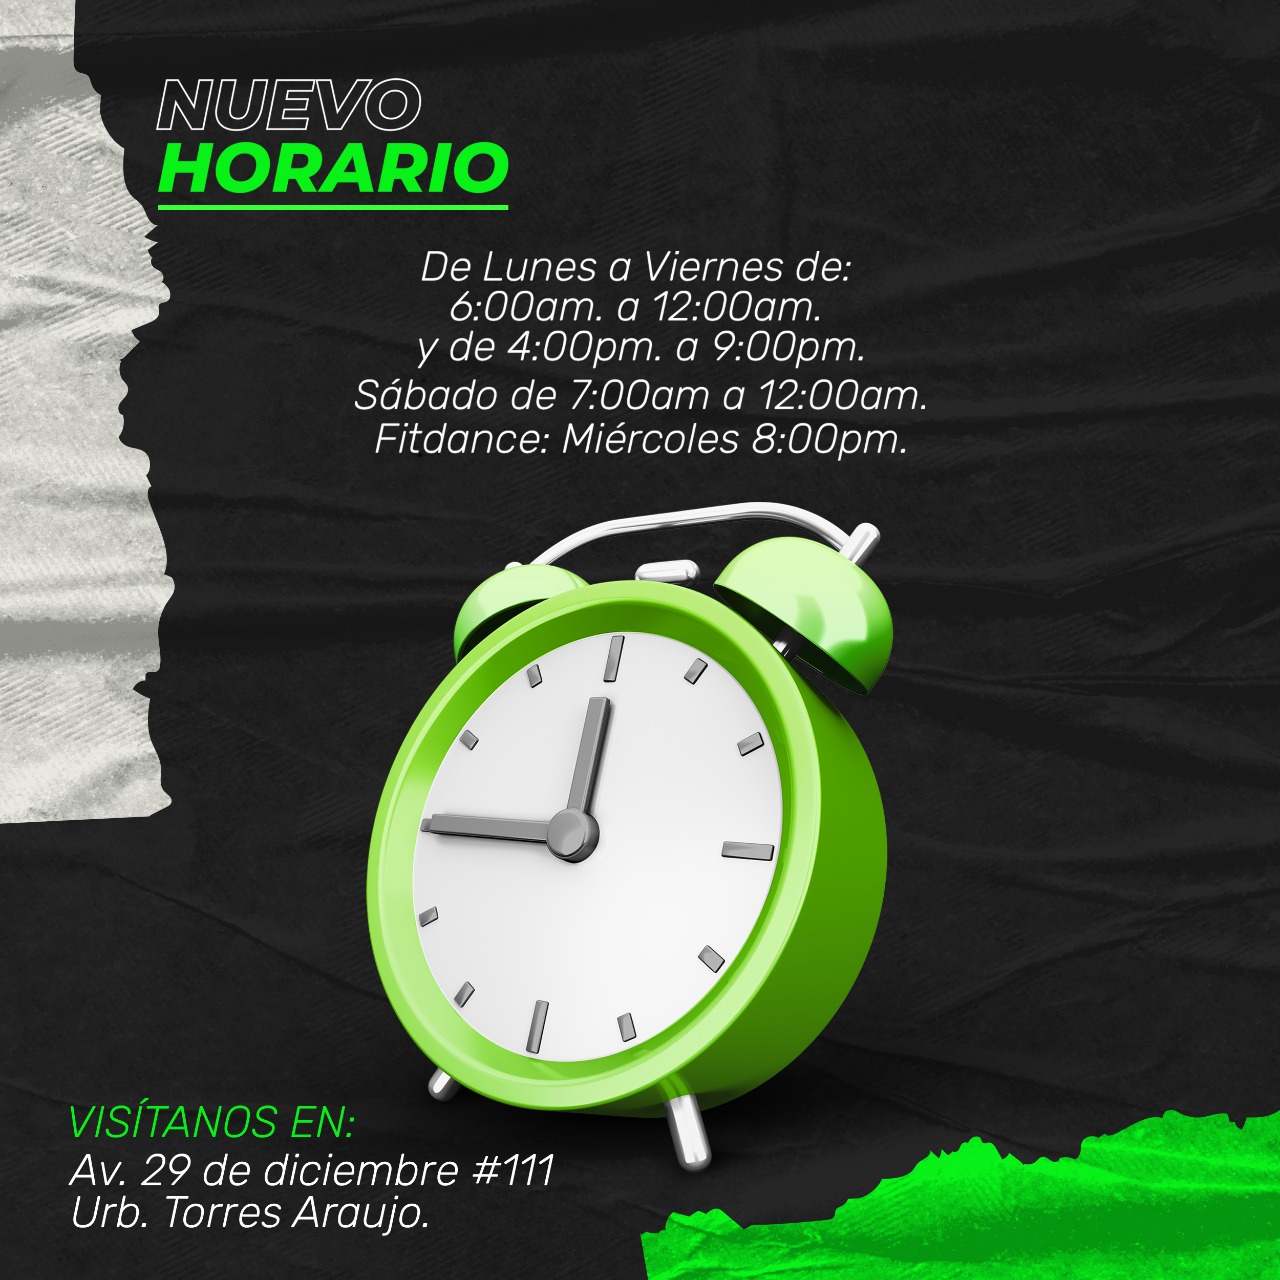 NUEVO
HORARIO
De Lunes a Viernes de:
6:00am. a 12:00am.
y de 4:00pm. a 9:00pm.
Sábado de 7:00am a 12:00am.
Fitdance: Miércoles 8:00pm.
VISÍTANOS EN:
Av. 29 de diciembre #111
Urb. Torres Araujo.